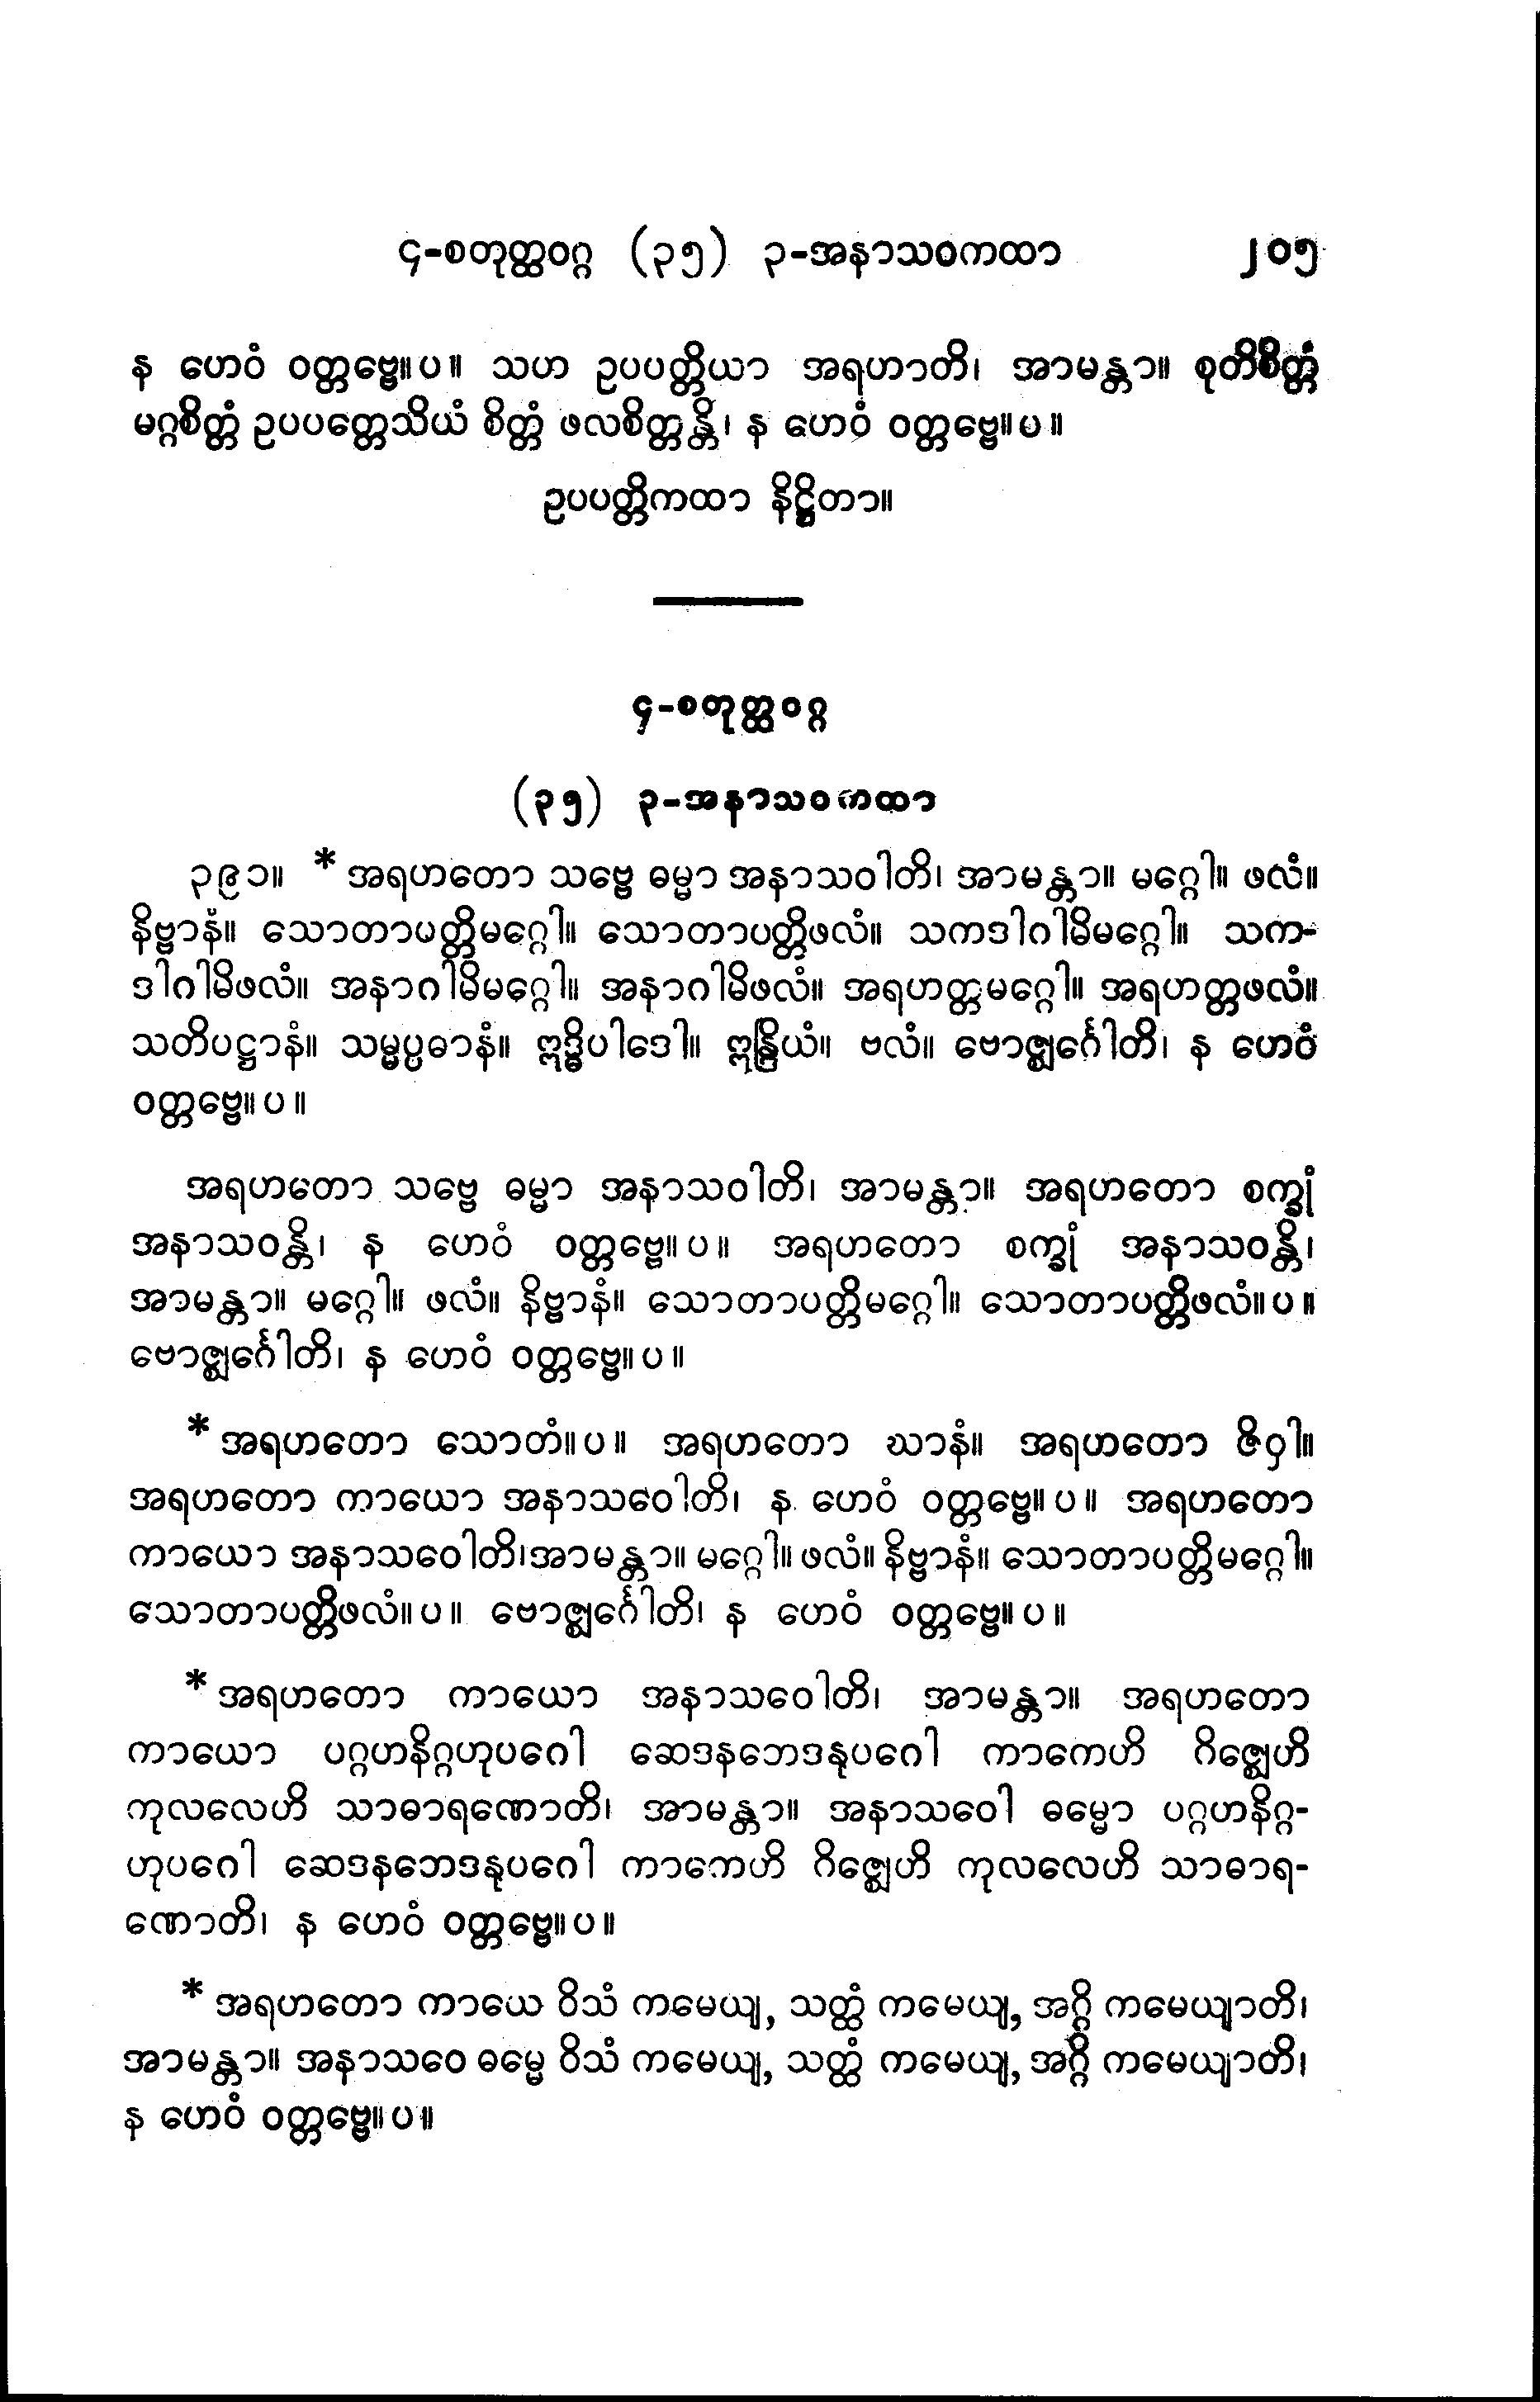 ၄-စတုတ္ထဝဂ္ဂ (၃၅) ၃-အနာသဝကထာ ၂၀၅
န ဟေဝံ ဝတ္တဗ္ဗေ။ပ။ သဟ ဥပပတ္တိယာ အရဟာတိ၊ အာမန္တာ။ စုတိစိတ္တံ
မဂ္ဂစိတ္တံ ဥပပတ္တေသိယံ စိတ္တံ ဖလစိတ္တန္တိ၊ န ဟေဝံ ဝတ္တဗ္ဗေ။ပ။
ဥပပတ္တိကထာ နိဋ္ဌိတာ။
၄-စတုတ္ထဝဂ္ဂ
(၃၅) ၃-အနာသဝကထာ
၃၉၁။ * အရဟတော သဗ္ဗေ ဓမ္မာ အနာသဝါတိ၊ အာမန္တာ။ မဂ္ဂေါ။ ဖလံ။
နိဗ္ဗာနံ။ သောတာပတ္တိမဂ္ဂေါ။ သောတာပတ္တိဖလံ။ သကဒါဂါမိမဂ္ဂေါ။ သက-
ဒါဂါမိဖလံ။ အနာဂါမိမဂ္ဂေါ။ အနာဂါမိဖလံ။ အရဟတ္တမဂ္ဂေါ။ အရဟတ္တဖလံ။
သတိပဋ္ဌာနံ။ သမ္မပ္ပဓာနံ။ ဣဒ္ဓိပါဒေါ။ ဣန္ဒြိယံ။ ဗလံ။ ဗောဇ္ဈင်္ဂေါတိ၊ န ဟေဝံ
ဝတ္တဗ္ဗေ။ပ။
အရဟတော သဗ္ဗေ ဓမ္မာ အနာသဝါတိ၊ အာမန္တာ။ အရဟတော စက္ခုံ
အနာသဝန္တိ၊ န ဟေဝံ ဝတ္တဗ္ဗေ။ပ။ အရဟတော စက္ခုံ အနာသဝန္တိ၊
အာမန္တာ။ မဂ္ဂေါ။ ဖလံ။ နိဗ္ဗာနံ။ သောတာပတ္တိမဂ္ဂေါ။ သောတာပတ္တိဖလံ။ပ။
ဗောဇ္ဈင်္ဂေါတိ၊ န ဟေဝံ ဝတ္တဗ္ဗေ။ပ။
* အရဟတော သောတံ။ပ။ အရဟတော ဃာနံ။ အရဟတော ဇိဝှါ။
အရဟတော ကာယော အနာသဝေါတိ၊ န ဟေဝံ ဝတ္တဗ္ဗေ။ပ။ အရဟတော
ကာယော အနာသဝေါတိ၊အာမန္တာ။ မဂ္ဂေါ။ ဖလံ။ နိဗ္ဗာနံ။ သောတာပတ္တိမဂ္ဂေါ။
သောတာပတ္တိဖလံ။ပ။ ဗောဇ္ဈင်္ဂေါတိ၊ န ဟေဝံ ဝတ္တဗ္ဗေ။ပ။
* အရဟတော ကာယော အနာသဝေါတိ၊ အာမန္တာ။ အရဟတော
ကာယော ပဂ္ဂဟနိဂ္ဂဟုပဂေါ ဆေဒနဘေဒနုပဂေါ ကာကေဟိ ဂိဇ္ဈေဟိ
ကုလလေဟိ သာဓာရဏောတိ၊ အာမန္တာ။ အနာသဝေါ ဓမ္မော ပဂ္ဂဟနိဂ္ဂ-
ဟုပဂေါ ဆေဒနဘေဒနုပဂေါ ကာကေဟိ ဂိဇ္ဈေဟိ ကုလလေဟိ သာဓာရ-
ဏောတိ၊ န ဟေဝံ ဝတ္တဗ္ဗေ။ပ။
* အရဟတော ကာယေ ဝိသံ ကမေယျ, သတ္ထံ ကမေယျ, အဂ္ဂိ ကမေယျာတိ၊
အာမန္တာ။ အနာသဝေ ဓမ္မေ ဝိသံ ကမေယျ, သတ္ထံ ကမေယျ, အဂ္ဂိ ကမေယျာတိ၊
န ဟေဝံ ဝတ္တဗ္ဗေ။ပ။